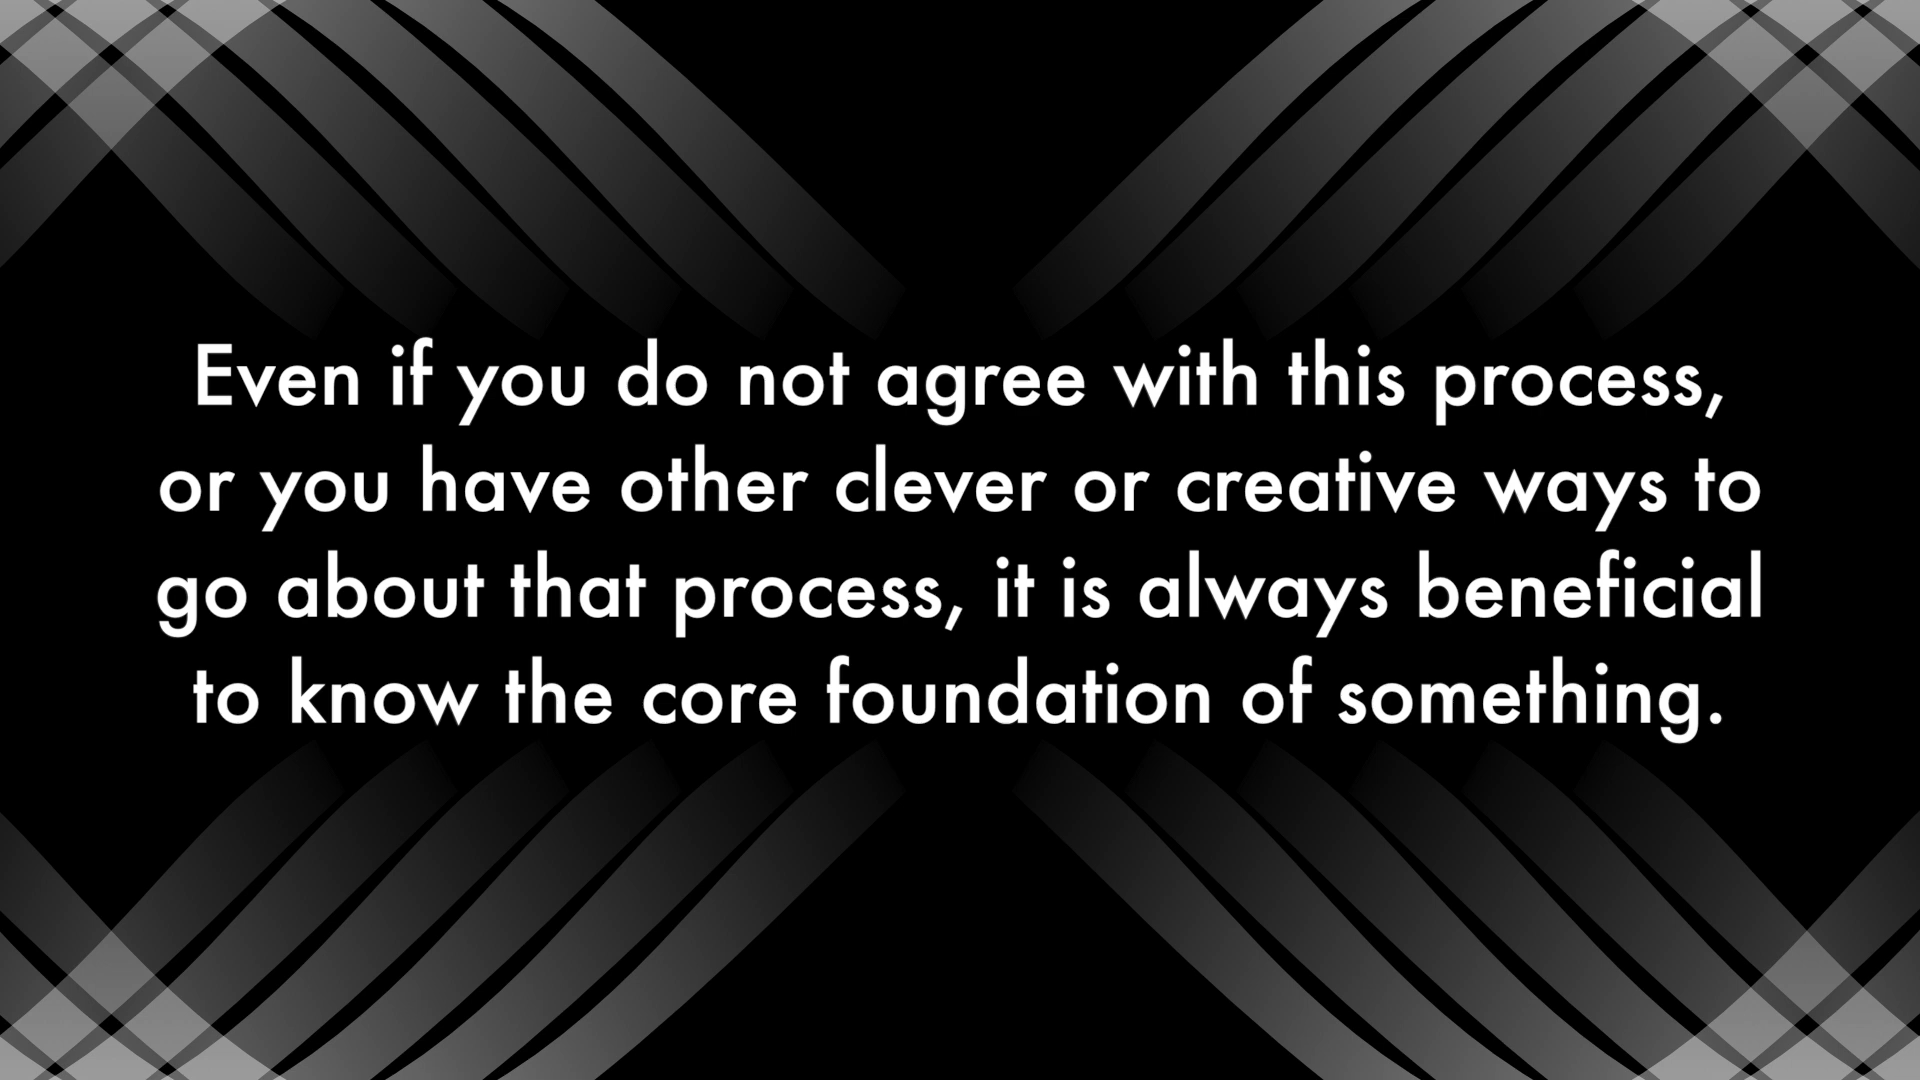 Even if you do not agree with this process,
or you have other clever or creative ways to
go about that process, it is always beneficial
to know the core foundation of something.